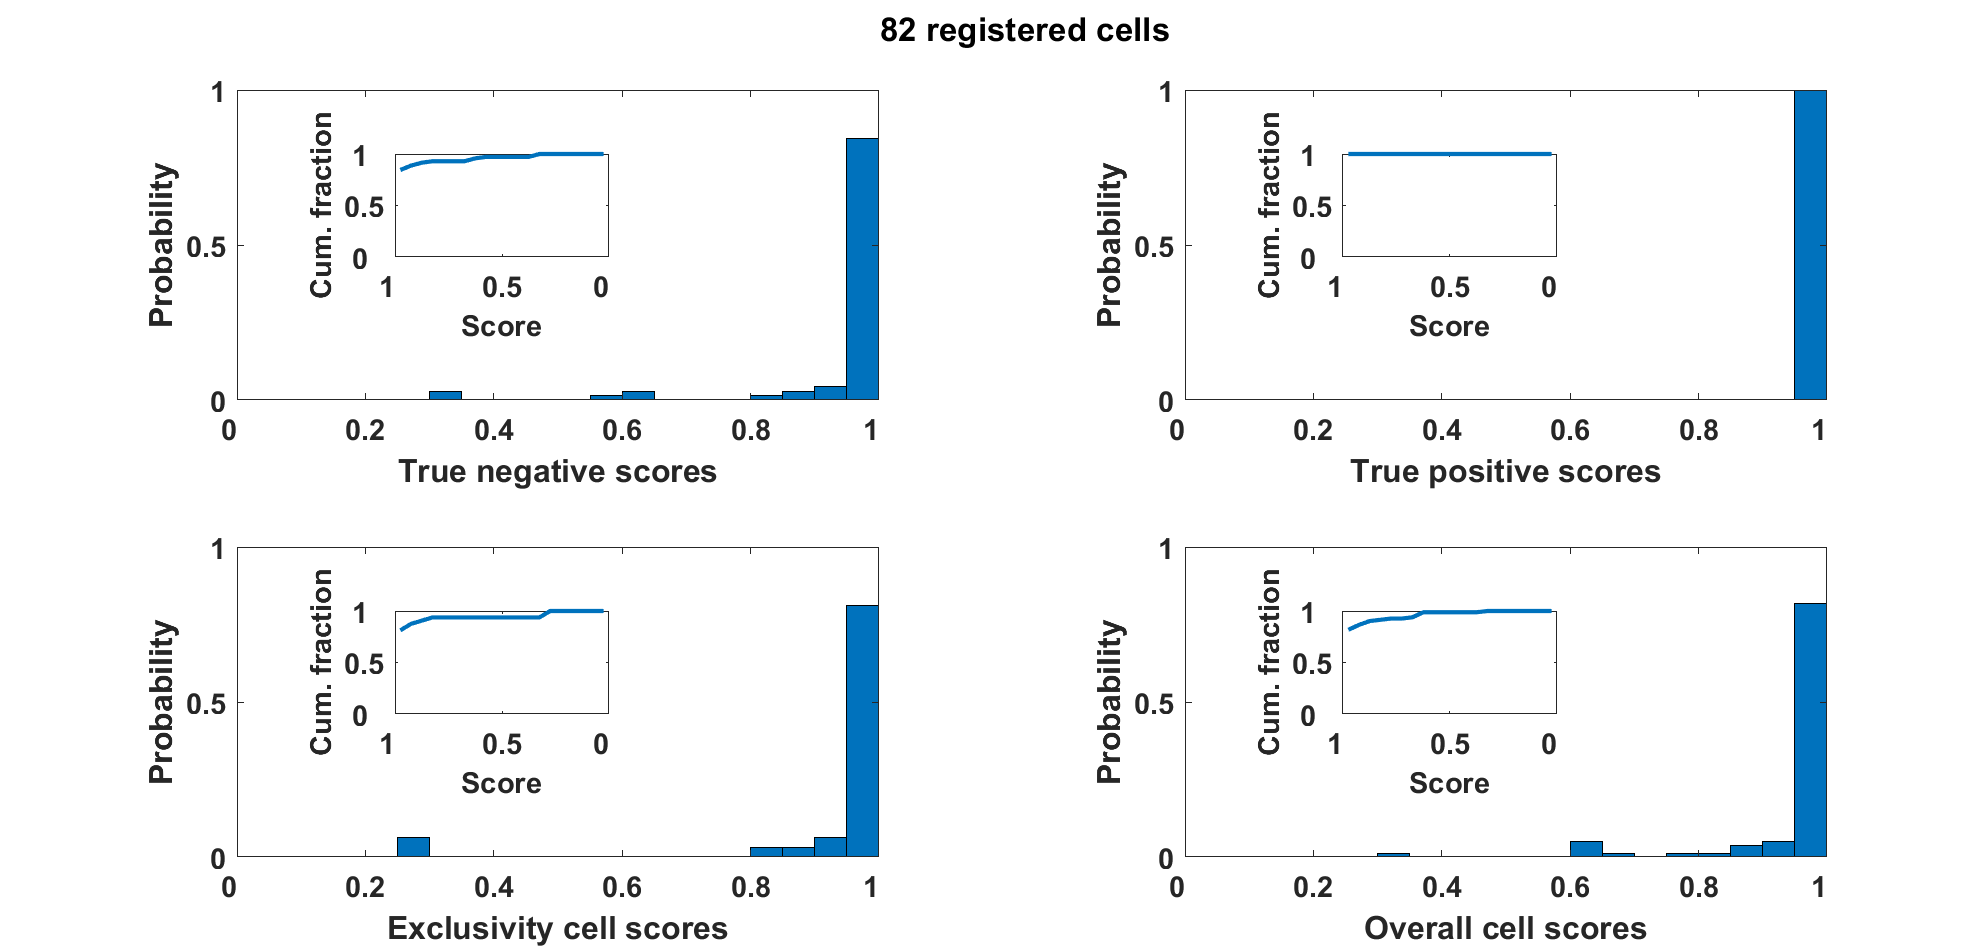 82 registered cells
1
0.5
0
Probability
0 0.2 0.4 0.6 0.8 1
True negative scores
1
0.5
0
Cum. fraction
1 0.5 0
Score
1
0.5
0
Probability
0 0.2 0.4 0.6 0.8 1
True positive scores
1
0.5
0
Cum. fraction
1 0.5 0
Score
1
0.5
0
Probability
0 0.2 0.4 0.6 0.8 1
Exclusivity cell scores
1
0.5
0
Cum. fraction
1 0.5 0
Score
1
0.5
0
Probability
0 0.2 0.4 0.6 0.8 1
Overall cell scores
1
0.5
0
Cum. fraction
1 0.5 0
Score